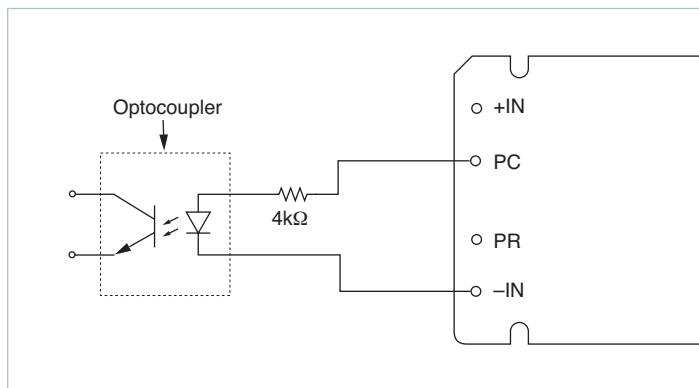 Optocoupler
4kΩ
+IN
PC
PR
–IN